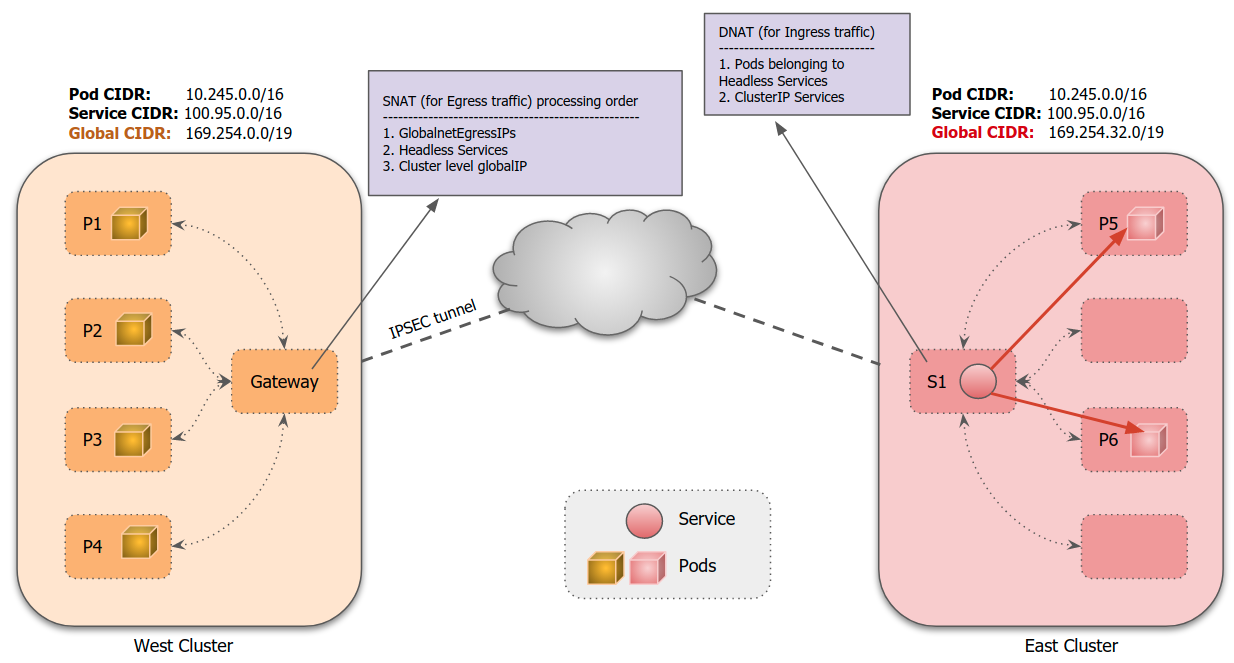 DNAT (for Ingress traffic)
-------------------------------
1. Pods belonging to
Headless Services
2. ClusterIP Services
SNAT (for Egress traffic) processing order
---------------------------------------------------
1. GlobalnetEgressIPs
2. Headless Services
3. Cluster level globalIP
Pod CIDR: 10.245.0.0/16
Service CIDR: 100.95.0.0/16
Global CIDR: 169.254.0.0/19
Pod CIDR: 10.245.0.0/16
Service CIDR: 100.95.0.0/16
Global CIDR: 169.254.32.0/19
P1
P2
P3
P4
Gateway
IPSEC tunnel
S1
P5
P6
Service
Pods
West Cluster
East Cluster